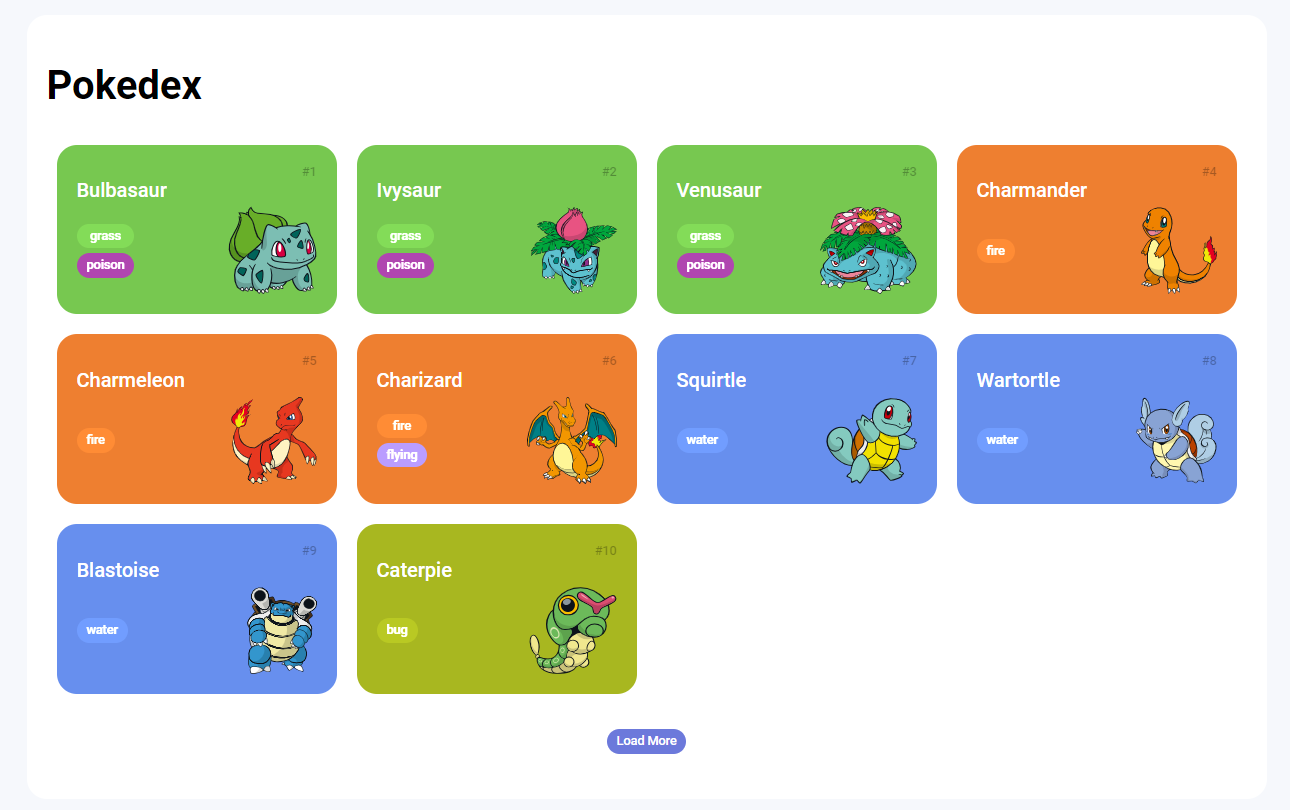 Pokedex
#1
Bulbasaur
grass
poison
#2
Ivysaur
grass
poison
#3
Venusaur
grass
poison
#4
Charmander
fire
#5
Charmeleon
fire
#6
Charizard
fire
flying
#7
Squirtle
water
#8
Wartortle
water
#9
Blastoise
water
#10
Caterpie
bug
Load More